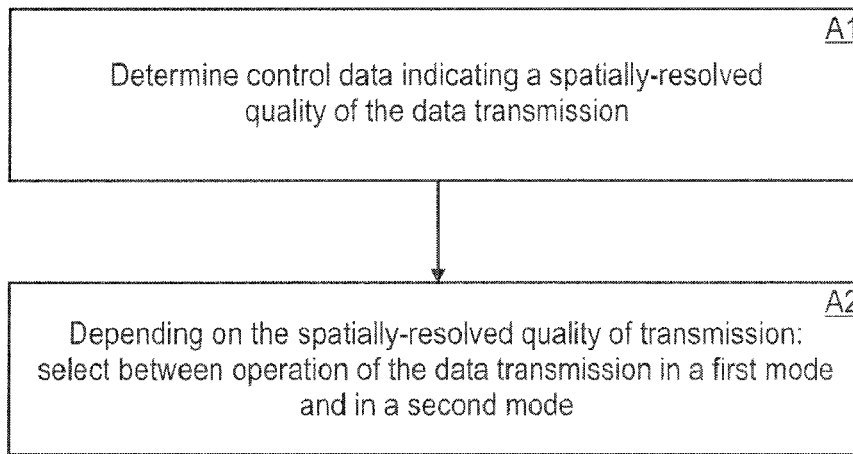 A1
Determine control data indicating a spatially-resolved
quality of the data transmission
A2
Depending on the spatially-resolved quality of transmission:
select between operation of the data transmission in a first mode
and in a second mode